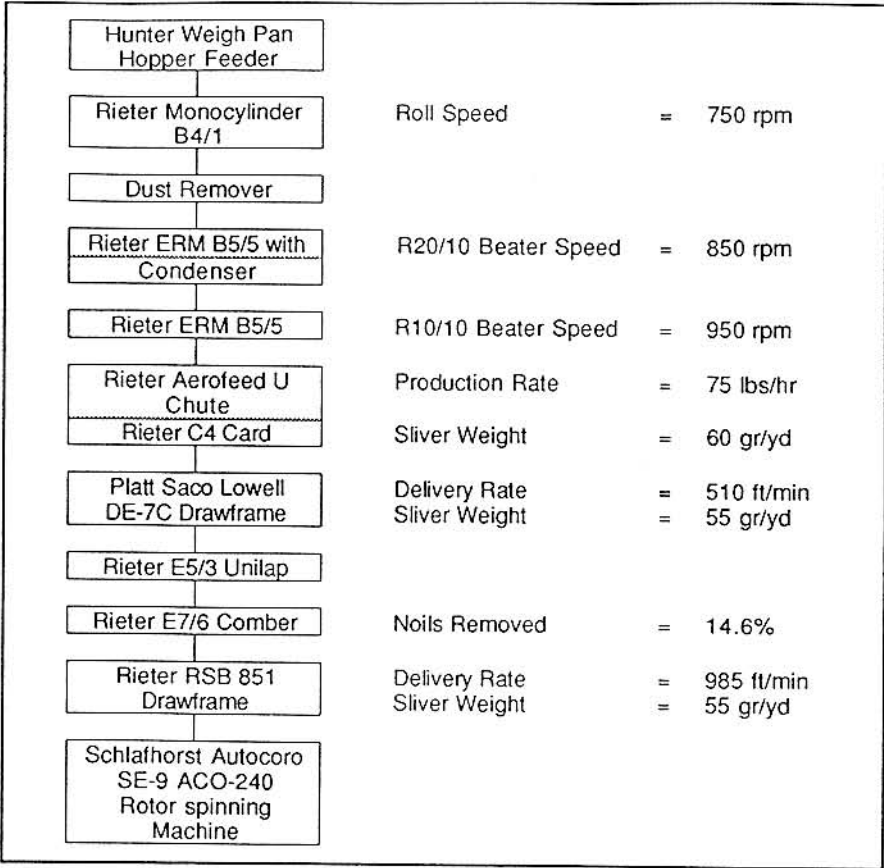 Hunter Weigh Pan
Hopper Feeder
Rieter Monocylinder
B4/1
Roll Speed = 750 rpm
Dust Remover
Rieter ERM B5/5 with
Condenser
R20/10 Beater Speed = 850 rpm
Rieter ERM B5/5
R10/10 Beater Speed = 950 rpm
Rieter Aerofeed U
Chute
Production Rate = 75 lbs/hr
Rieter C4 Card
Sliver Weight = 60 gr/yd
Platt Saco Lowell
DE-7C Drawframe
Delivery Rate = 510 ft/min
Sliver Weight = 55 gr/yd
Rieter E5/3 Unilap
Rieter E7/6 Comber
Noils Removed = 14.6%
Rieter RSB 851
Drawframe
Delivery Rate = 985 ft/min
Sliver Weight = 55 gr/yd
Schlafhorst Autocoro
SE-9 ACO-240
Rotor spinning
Machine